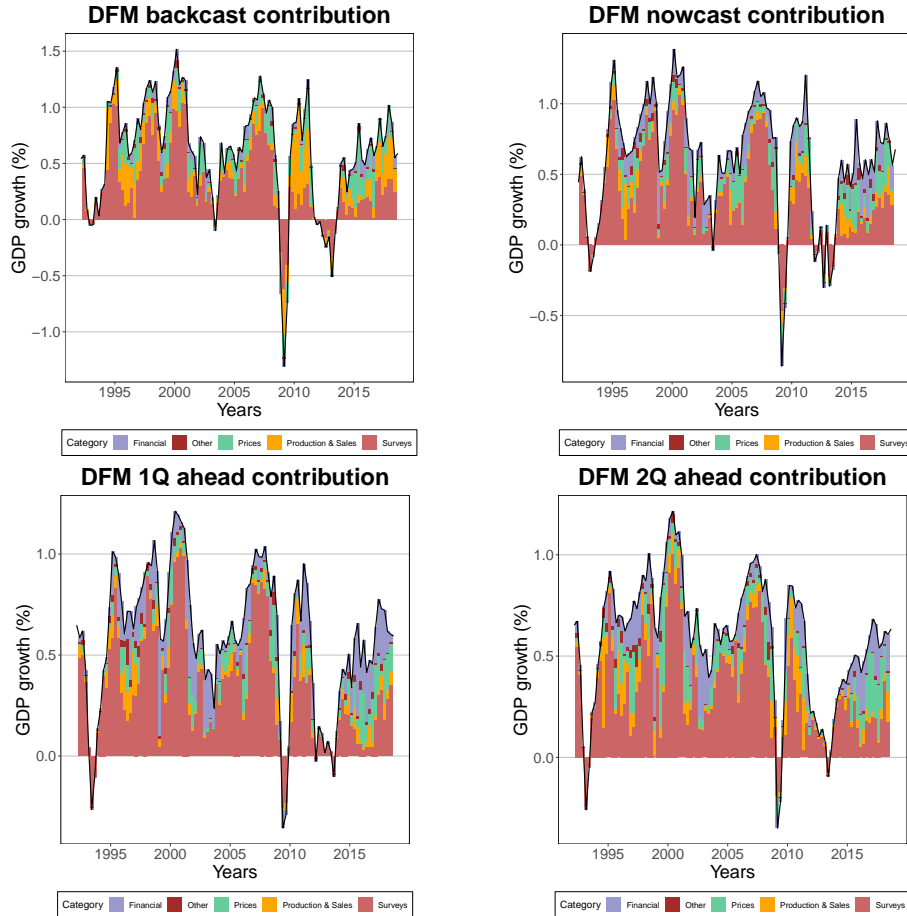 DFM backcast contribution
GDP growth (%)
1.5
1.0
0.5
0.0
−0.5
−1.0
1995 2000 2005 2010 2015
Years
Category Financial Other Prices Production & Sales Surveys
DFM nowcast contribution
GDP growth (%)
1.0
0.5
0.0
−0.5
1995 2000 2005 2010 2015
Years
Category Financial Other Prices Production & Sales Surveys
DFM 1Q ahead contribution
GDP growth (%)
1.0
0.5
0.0
1995 2000 2005 2010 2015
Years
Category Financial Other Prices Production & Sales Surveys
DFM 2Q ahead contribution
GDP growth (%)
1.0
0.5
0.0
1995 2000 2005 2010 2015
Years
Category Financial Other Prices Production & Sales Surveys